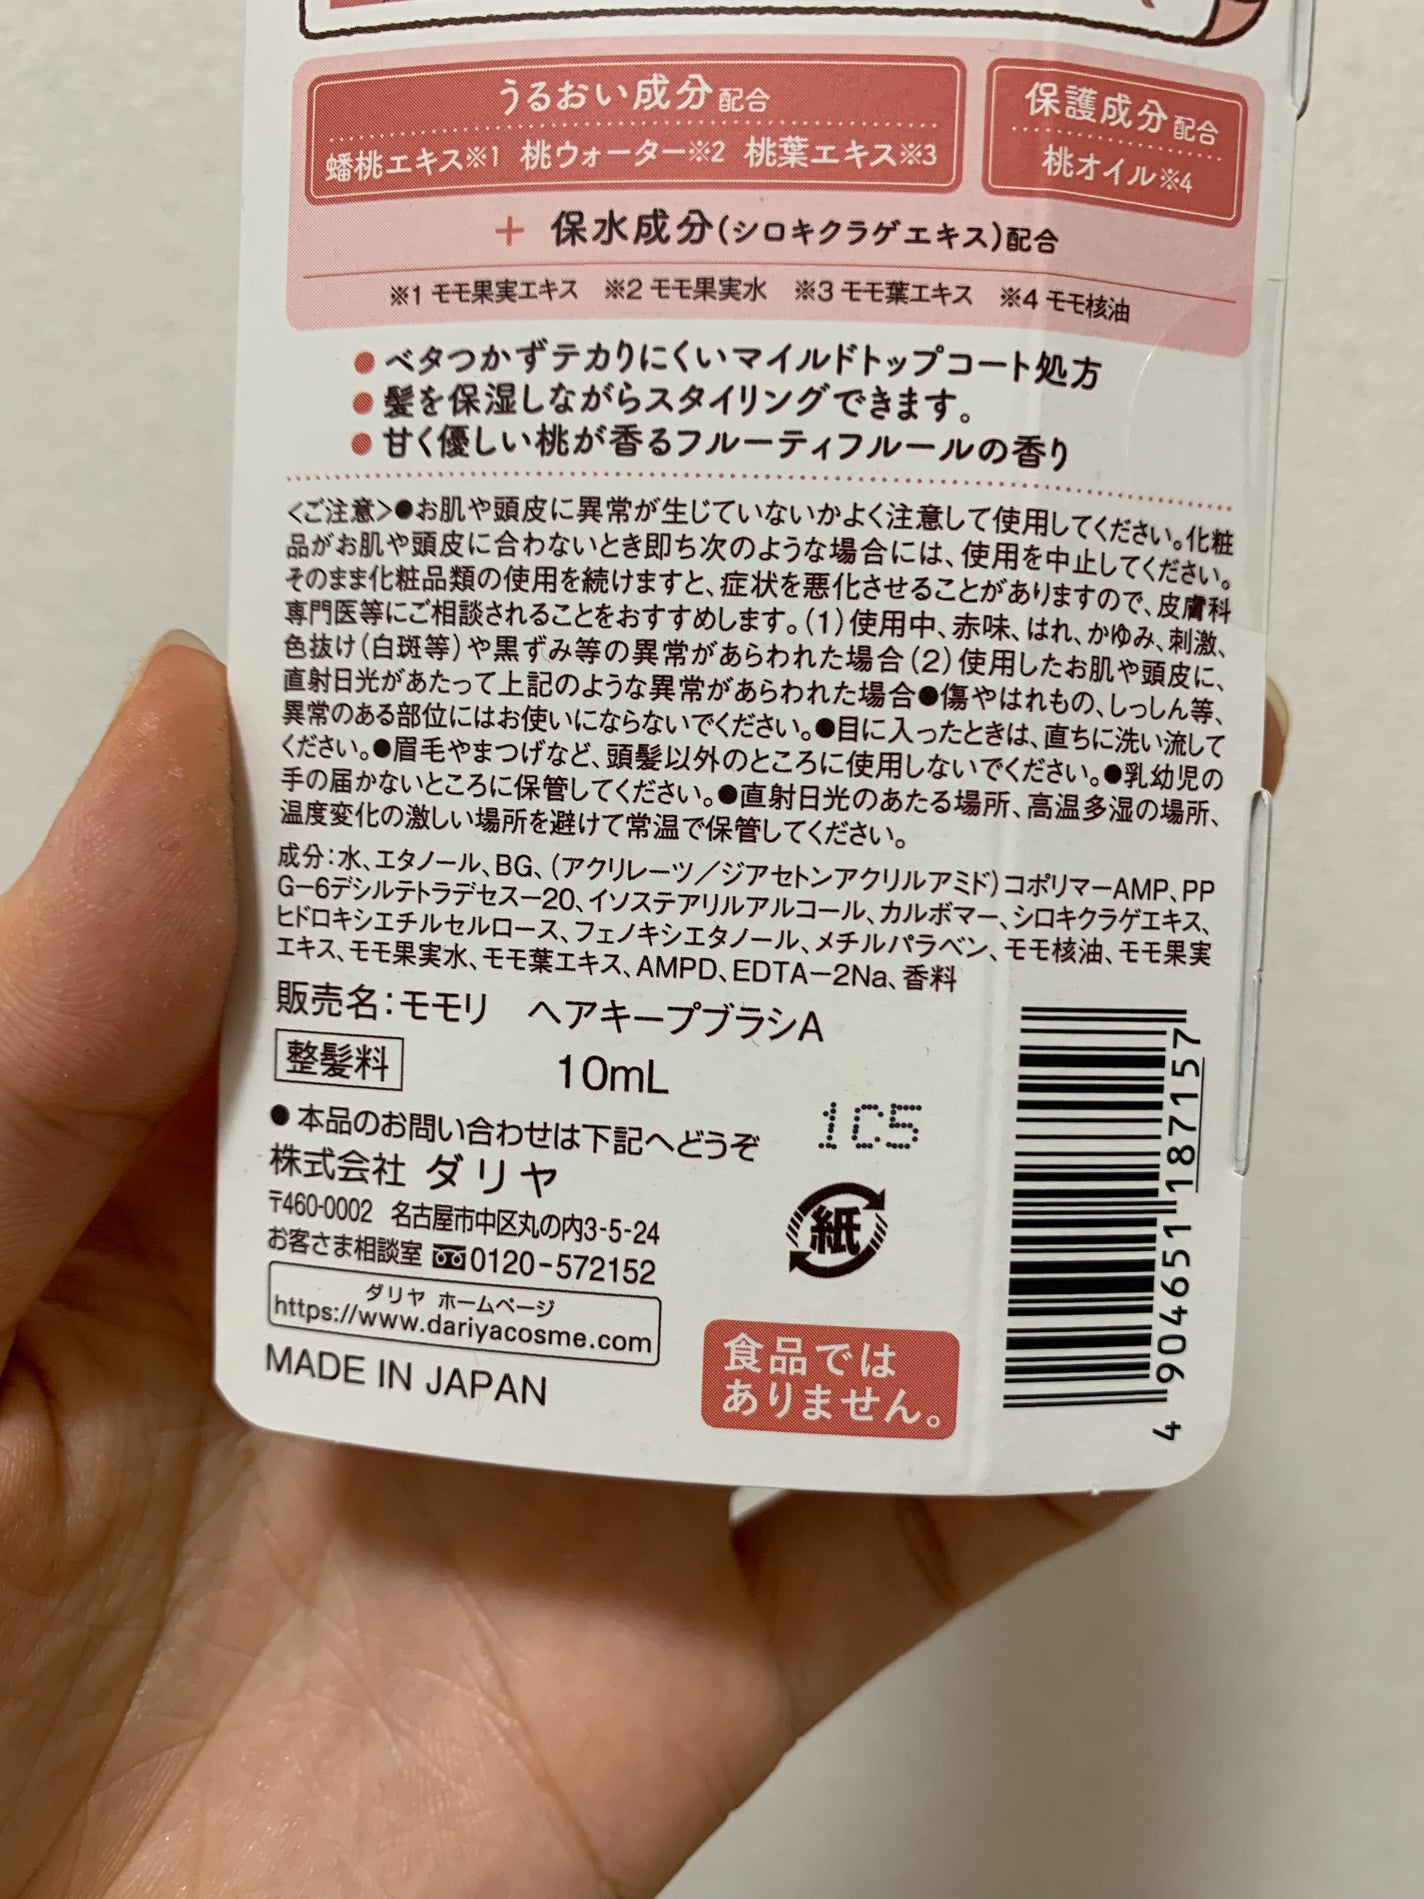 うるおい成分配合
蟠桃エキス※1 桃ウォーター※2 桃葉エキス※3
保護成分配合
桃オイル※4
+ 保水成分(シロキクラゲエキス)配合
※1 モモ果実エキス ※2 モモ果実水 ※3 モモ葉エキス ※4 モモ核油
●ベタつかずテカりにくいマイルドトップコート処方
●髪を保湿しながらスタイリングできます。
●甘く優しい桃が香るフルーティフルールの香り
<ご注意>●お肌や頭皮に異常が生じていないかよく注意して使用してください。化粧
品がお肌や頭皮に合わないとき即ち次のような場合には、使用を中止してください。
そのまま化粧品類の使用を続けますと、症状を悪化させることがありますので、皮膚科
専門医等にご相談されることをおすすめします。(1)使用中、赤味、はれ、かゆみ、刺激、
色抜け(白斑等)や黒ずみ等の異常があらわれた場合(2)使用したお肌や頭皮に、
直射日光があたって上記のような異常があらわれた場合●傷やはれもの、しっしん等、
異常のある部位にはお使いにならないでください。●目に入ったときは、直ちに洗い流して
ください。●眉毛やまつげなど、頭髪以外のところに使用しないでください。●乳幼児の
手の届かないところに保管してください。●直射日光のあたる場所、高温多湿の場所、
温度変化の激しい場所を避けて常温で保管してください。
成分:水、エタノール、BG、(アクリレーツ/ジアセトンアクリルアミド)コポリマーAMP、PP
G-6デシルテトラデセス-20、イソステアリルアルコール、カルボマー、シロキクラゲエキス、
ヒドロキシエチルセルロース、フェノキシエタノール、メチルパラベン、モモ核油、モモ果実
エキス、モモ果実水、モモ葉エキス、AMPD、EDTA-2Na、香料
販売名:モモリ ヘアキープブラシA
整髪料 10mL
1C5
●本品のお問い合わせは下記へどうぞ
株式会社 ダリヤ
〒460-0002 名古屋市中区丸の内3-5-24
お客さま相談室 0120-572152
ダリヤ ホームページ
https://www.dariyacosme.com
MADE IN JAPAN
紙
食品では
ありません。
4 904651 187157